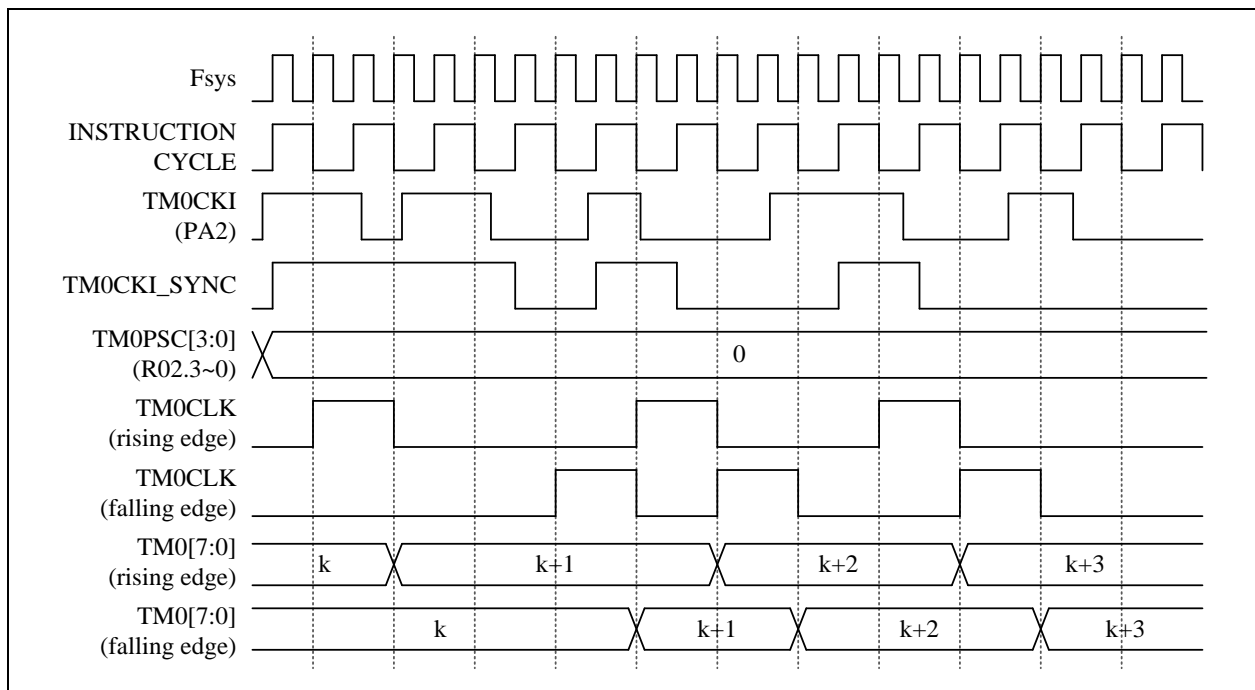 Fsys
INSTRUCTION
CYCLE
TM0CKI
(PA2)
TM0CKI_SYNC
TM0PSC[3:0]
(R02.3~0)
0
TM0CLK
(rising edge)
TM0CLK
(falling edge)
TM0[7:0]
(rising edge)
k
k+1
k+2
k+3
TM0[7:0]
(falling edge)
k
k+1
k+2
k+3